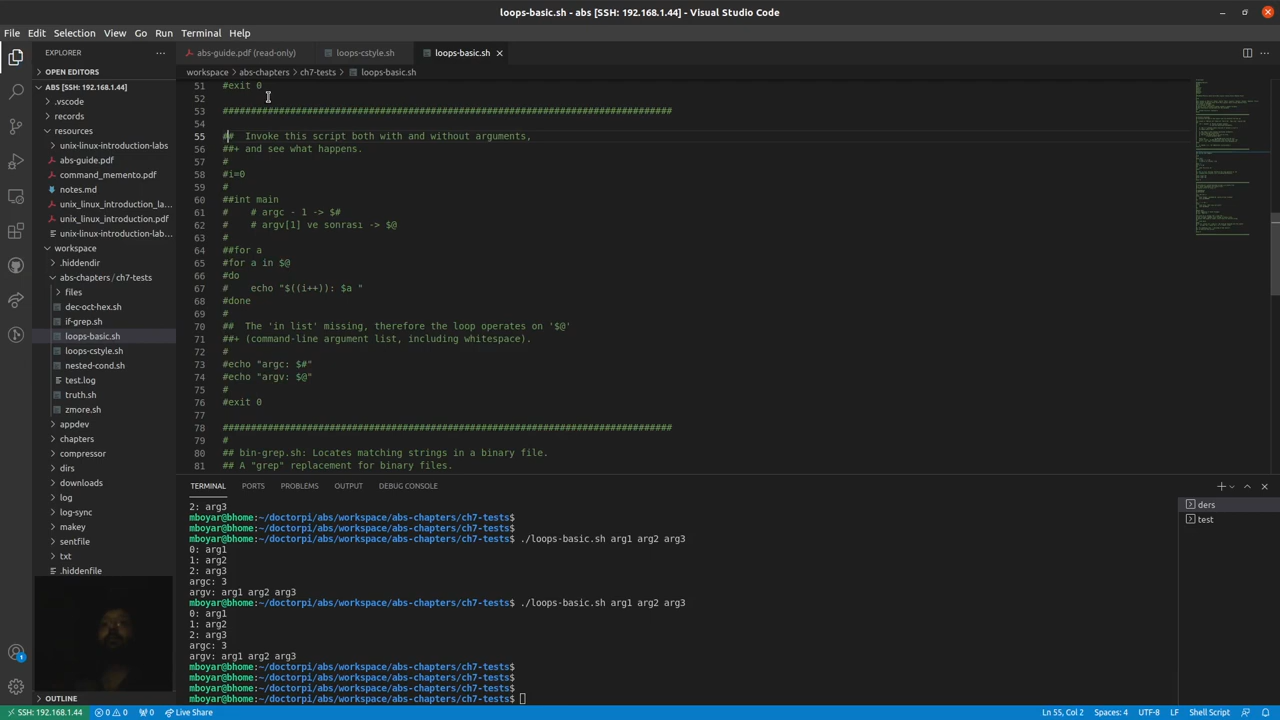 loops-basic.sh - abs [SSH: 192.168.1.44] - Visual Studio Code
File Edit Selection View Go Run Terminal Help
EXPLORER
abs-guide.pdf (read-only) loops-cstyle.sh loops-basic.sh
OPEN EDITORS
workspace > abs-chapters > ch7-tests > loops-basic.sh
ABS [SSH: 192.168.1.44]
.vscode
records
resources
unix-linux-introduction-labs
abs-guide.pdf
command_memento.pdf
notes.md
unix_linux_introduction_la...
unix_linux_introduction.pdf
unix_linux-introduction-lab...
workspace
.hiddendir
abs-chapters / ch7-tests
files
dec-oct-hex.sh
if-grep.sh
loops-basic.sh
loops-cstyle.sh
nested-cond.sh
test.log
truth.sh
zmore.sh
appdev
chapters
compressor
dirs
downloads
log
log-sync
makey
sentfile
txt
.hiddenfile
OUTLINE
51 #exit 0
52
53 ################################################################################
54
55 ##  Invoke this script both with and without arguments,
56 ##+ and see what happens.
57 #
58 #i=0
59 #
60 ##int main
61 #    # argc - 1 -> $#
62 #    # argv[1] ve sonrası -> $@
63 #
64 ##for a
65 #for a in $@
66 #do
67 #    echo "$((i++)): $a "
68 #done
69 #
70 ##  The 'in list' missing, therefore the loop operates on '$@'
71 ##+ (command-line argument list, including whitespace).
72 #
73 #echo "argc: $#"
74 #echo "argv: $@"
75 #
76 #exit 0
77
78 ################################################################################
79 #
80 ## bin-grep.sh: Locates matching strings in a binary file.
81 ## A "grep" replacement for binary files.
TERMINAL PORTS PROBLEMS OUTPUT DEBUG CONSOLE
2: arg3
mboyar@bhome:~/doctorpi/abs/workspace/abs-chapters/ch7-tests$
mboyar@bhome:~/doctorpi/abs/workspace/abs-chapters/ch7-tests$
mboyar@bhome:~/doctorpi/abs/workspace/abs-chapters/ch7-tests$ ./loops-basic.sh arg1 arg2 arg3
0: arg1
1: arg2
2: arg3
argc: 3
argv: arg1 arg2 arg3
mboyar@bhome:~/doctorpi/abs/workspace/abs-chapters/ch7-tests$ ./loops-basic.sh arg1 arg2 arg3
0: arg1
1: arg2
2: arg3
argc: 3
argv: arg1 arg2 arg3
mboyar@bhome:~/doctorpi/abs/workspace/abs-chapters/ch7-tests$
mboyar@bhome:~/doctorpi/abs/workspace/abs-chapters/ch7-tests$
mboyar@bhome:~/doctorpi/abs/workspace/abs-chapters/ch7-tests$
mboyar@bhome:~/doctorpi/abs/workspace/abs-chapters/ch7-tests$
ders
test
1
SSH: 192.168.1.44 0 0 0 Live Share Ln 55, Col 2 Spaces: 4 UTF-8 LF Shell Script